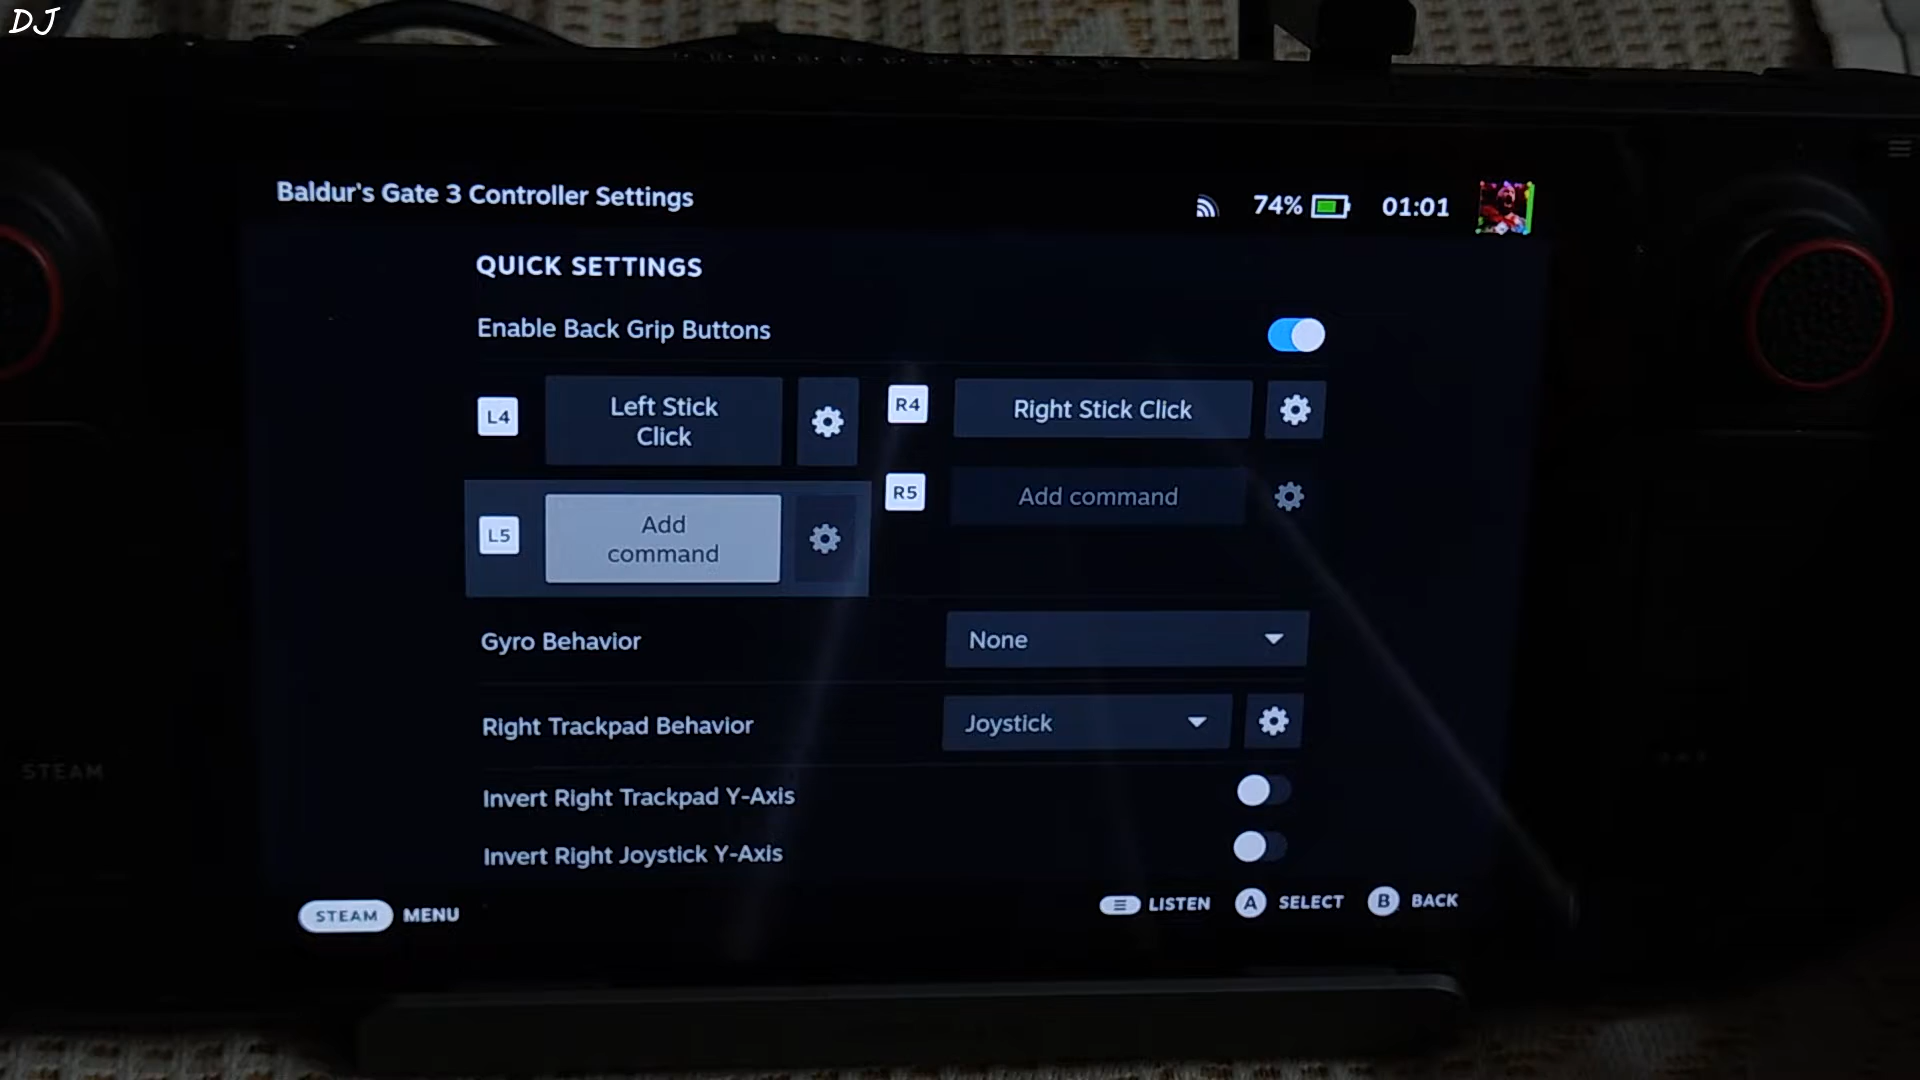 DJ
Baldur's Gate 3 Controller Settings
74%
01:01
QUICK SETTINGS
Enable Back Grip Buttons
L4
Left Stick
Click
R4
Right Stick Click
L5
Add
command
R5
Add command
Gyro Behavior
None
Right Trackpad Behavior
Joystick
Invert Right Trackpad Y-Axis
Invert Right Joystick Y-Axis
STEAM
STEAM MENU
LISTEN
A SELECT
B BACK